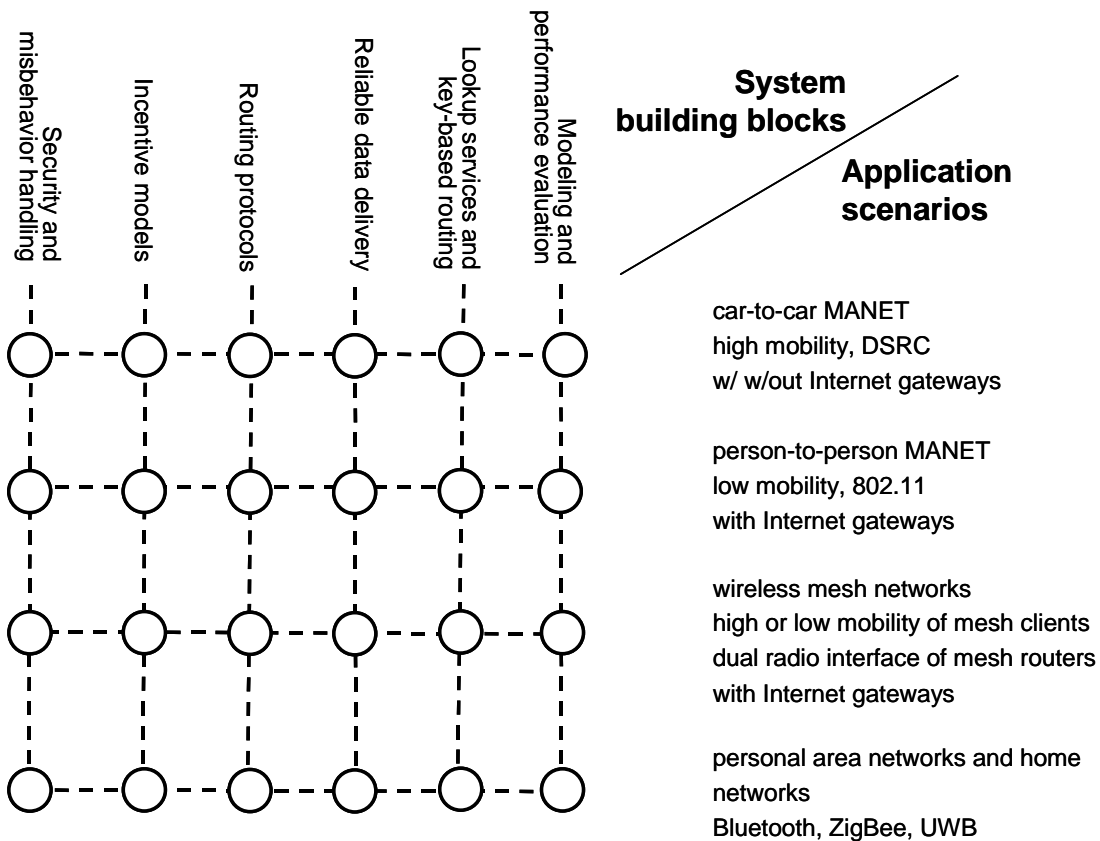 Security and
misbehavior handling
Incentive models
Routing protocols
Reliable data delivery
Lookup services and
key-based routing
Modeling and
performance evaluation
System
building blocks
Application
scenarios
car-to-car MANET
high mobility, DSRC
w/ w/out Internet gateways
person-to-person MANET
low mobility, 802.11
with Internet gateways
wireless mesh networks
high or low mobility of mesh clients
dual radio interface of mesh routers
with Internet gateways
personal area networks and home
networks
Bluetooth, ZigBee, UWB